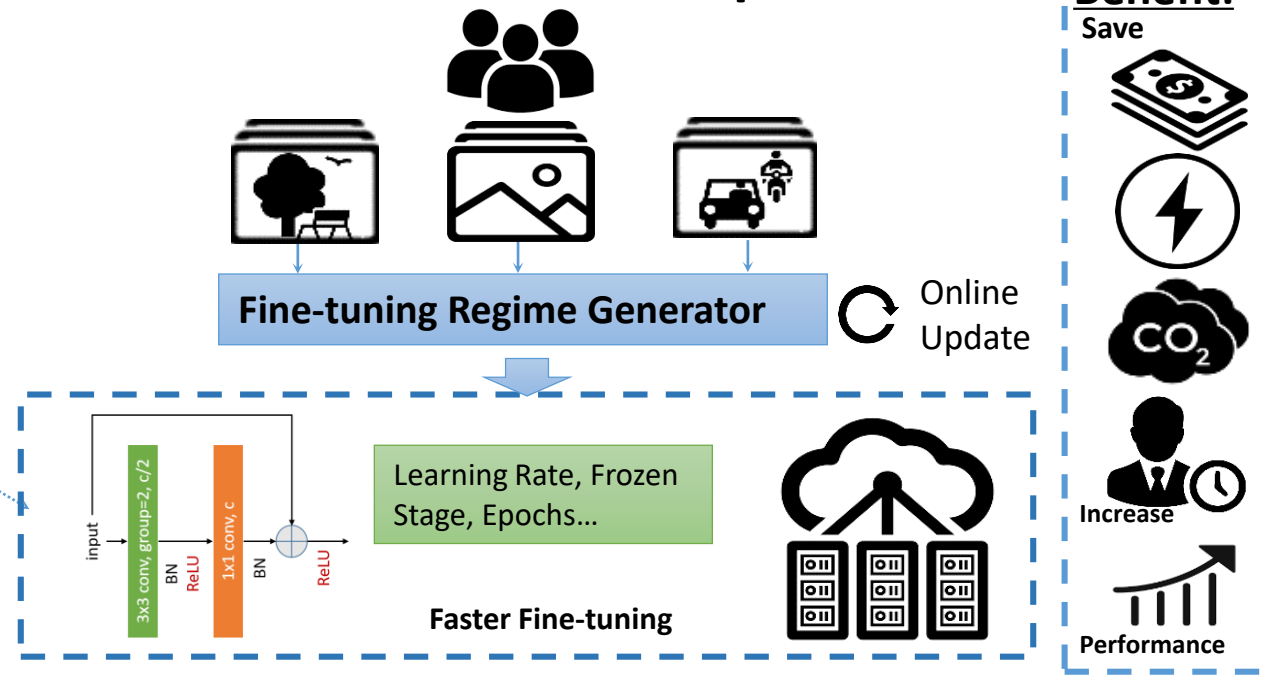 Benefit:
Save
CO2
Increase
Performance
Fine-tuning Regime Generator
Online
Update
input
3x3 conv, group=2, c/2
BN
ReLU
1x1 conv, c
BN
ReLU
Learning Rate, Frozen
Stage, Epochs...
Faster Fine-tuning